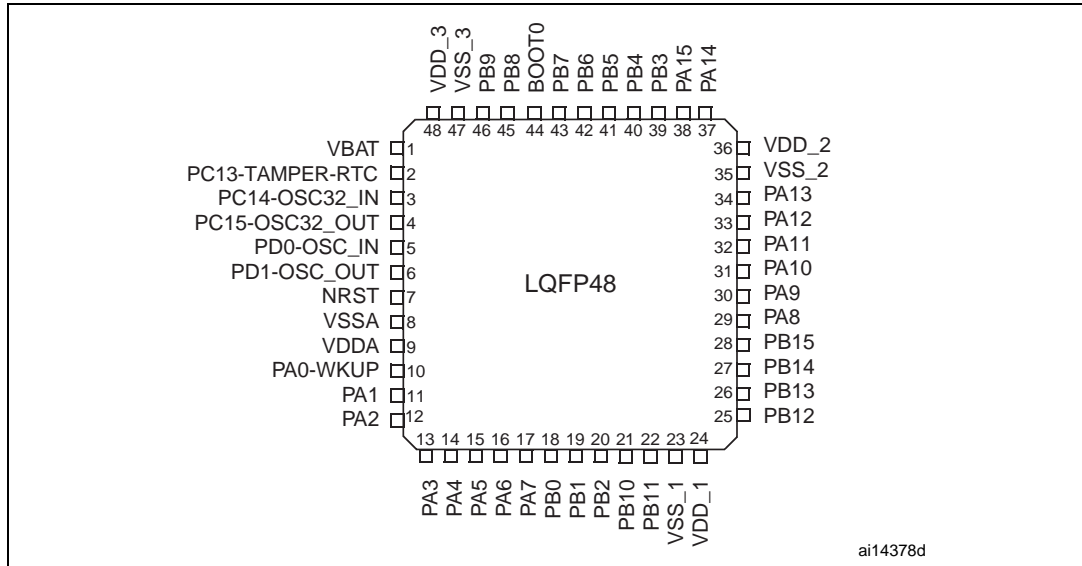 VDD_3
VSS_3
PB9
PB8
BOOT0
PB7
PB6
PB5
PB4
PB3
PA15
PA14
48 47 46 45 44 43 42 41 40 39 38 37
VBAT 1
PC13-TAMPER-RTC 2
PC14-OSC32_IN 3
PC15-OSC32_OUT 4
PD0-OSC_IN 5
PD1-OSC_OUT 6
NRST 7
VSSA 8
VDDA 9
PA0-WKUP 10
PA1 11
PA2 12
LQFP48
36 VDD_2
35 VSS_2
34 PA13
33 PA12
32 PA11
31 PA10
30 PA9
29 PA8
28 PB15
27 PB14
26 PB13
25 PB12
13 14 15 16 17 18 19 20 21 22 23 24
PA3
PA4
PA5
PA6
PA7
PB0
PB1
PB2
PB10
PB11
VSS_1
VDD_1
ai14378d